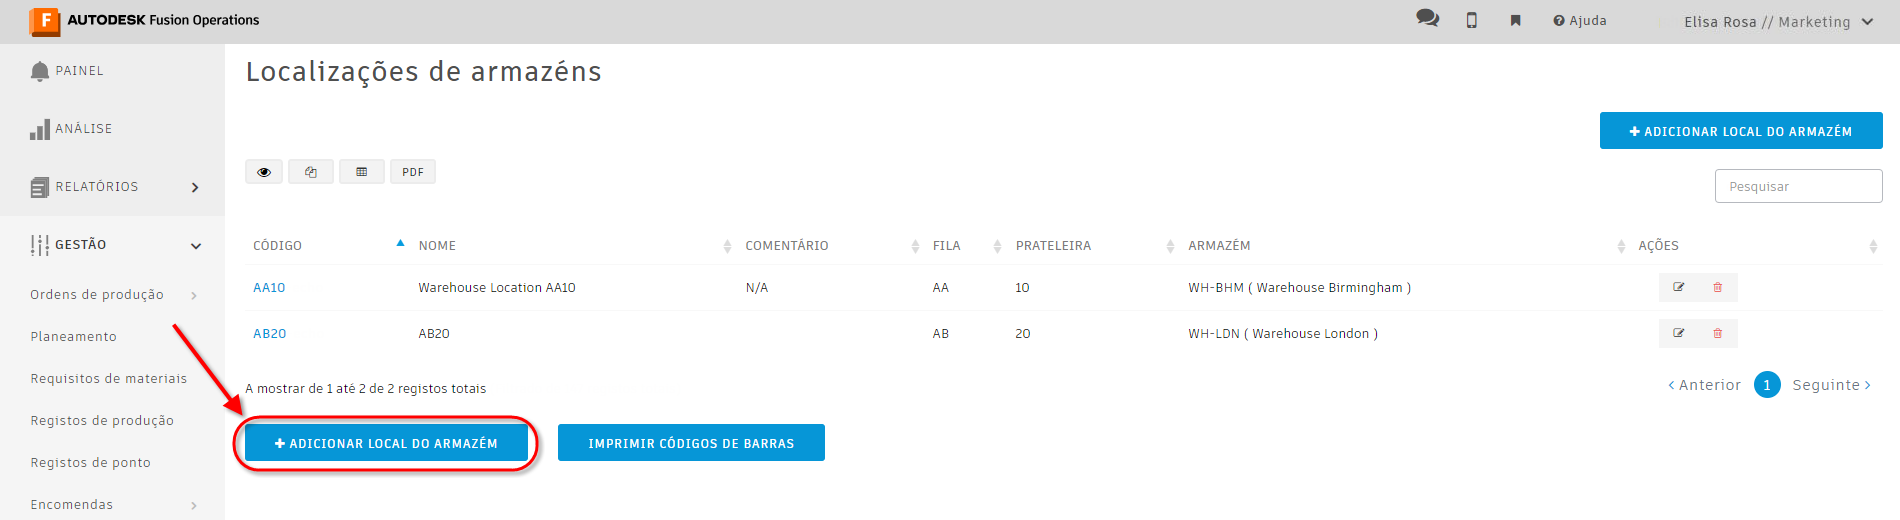 F AUTODESK Fusion Operations
Ajuda
Elisa Rosa // Marketing
PAINEL
ANÁLISE
RELATÓRIOS
GESTÃO
Ordens de produção
Planeamento
Requisitos de materiais
Registos de produção
Registos de ponto
Encomendas
Localizações de armazéns
ADICIONAR LOCAL DO ARMAZÉM
PDF
Pesquisar
CÓDIGO NOME COMENTÁRIO FILA PRATELEIRA ARMAZÉM AÇÕES
AA10 Warehouse Location AA10 N/A AA 10 WH-BHM ( Warehouse Birmingham )
AB20 AB20 AB 20 WH-LDN ( Warehouse London )
A mostrar de 1 até 2 de 2 registos totais
Anterior 1 Seguinte
ADICIONAR LOCAL DO ARMAZÉM
IMPRIMIR CÓDIGOS DE BARRAS